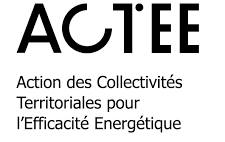 ACTEE
Action des Collectivités
Territoriales pour
l'Efficacité Energétique